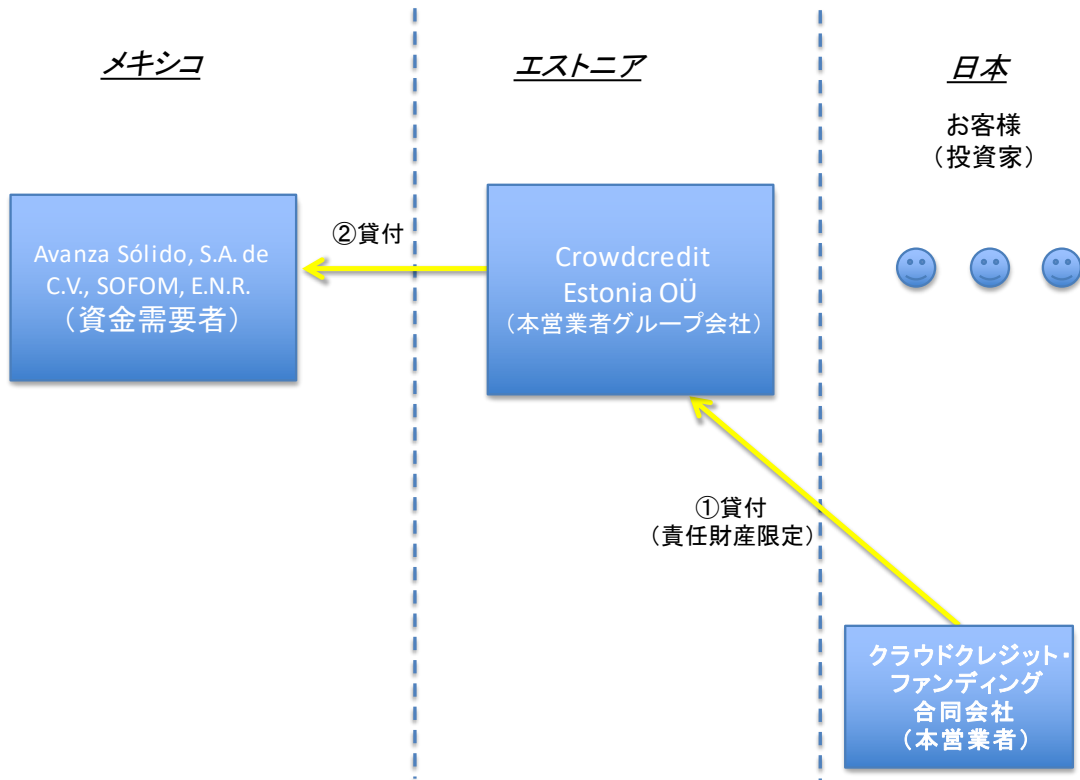 メキシコ
エストニア
日本
お客様
（投資家）
Avanza Sólido, S.A. de
C.V., SOFOM, E.N.R.
（資金需要者）
②貸付
Crowdcredit
Estonia OÜ
（本営業者グループ会社）
①貸付
（責任財産限定）
クラウドクレジット・
ファンディング
合同会社
（本営業者）